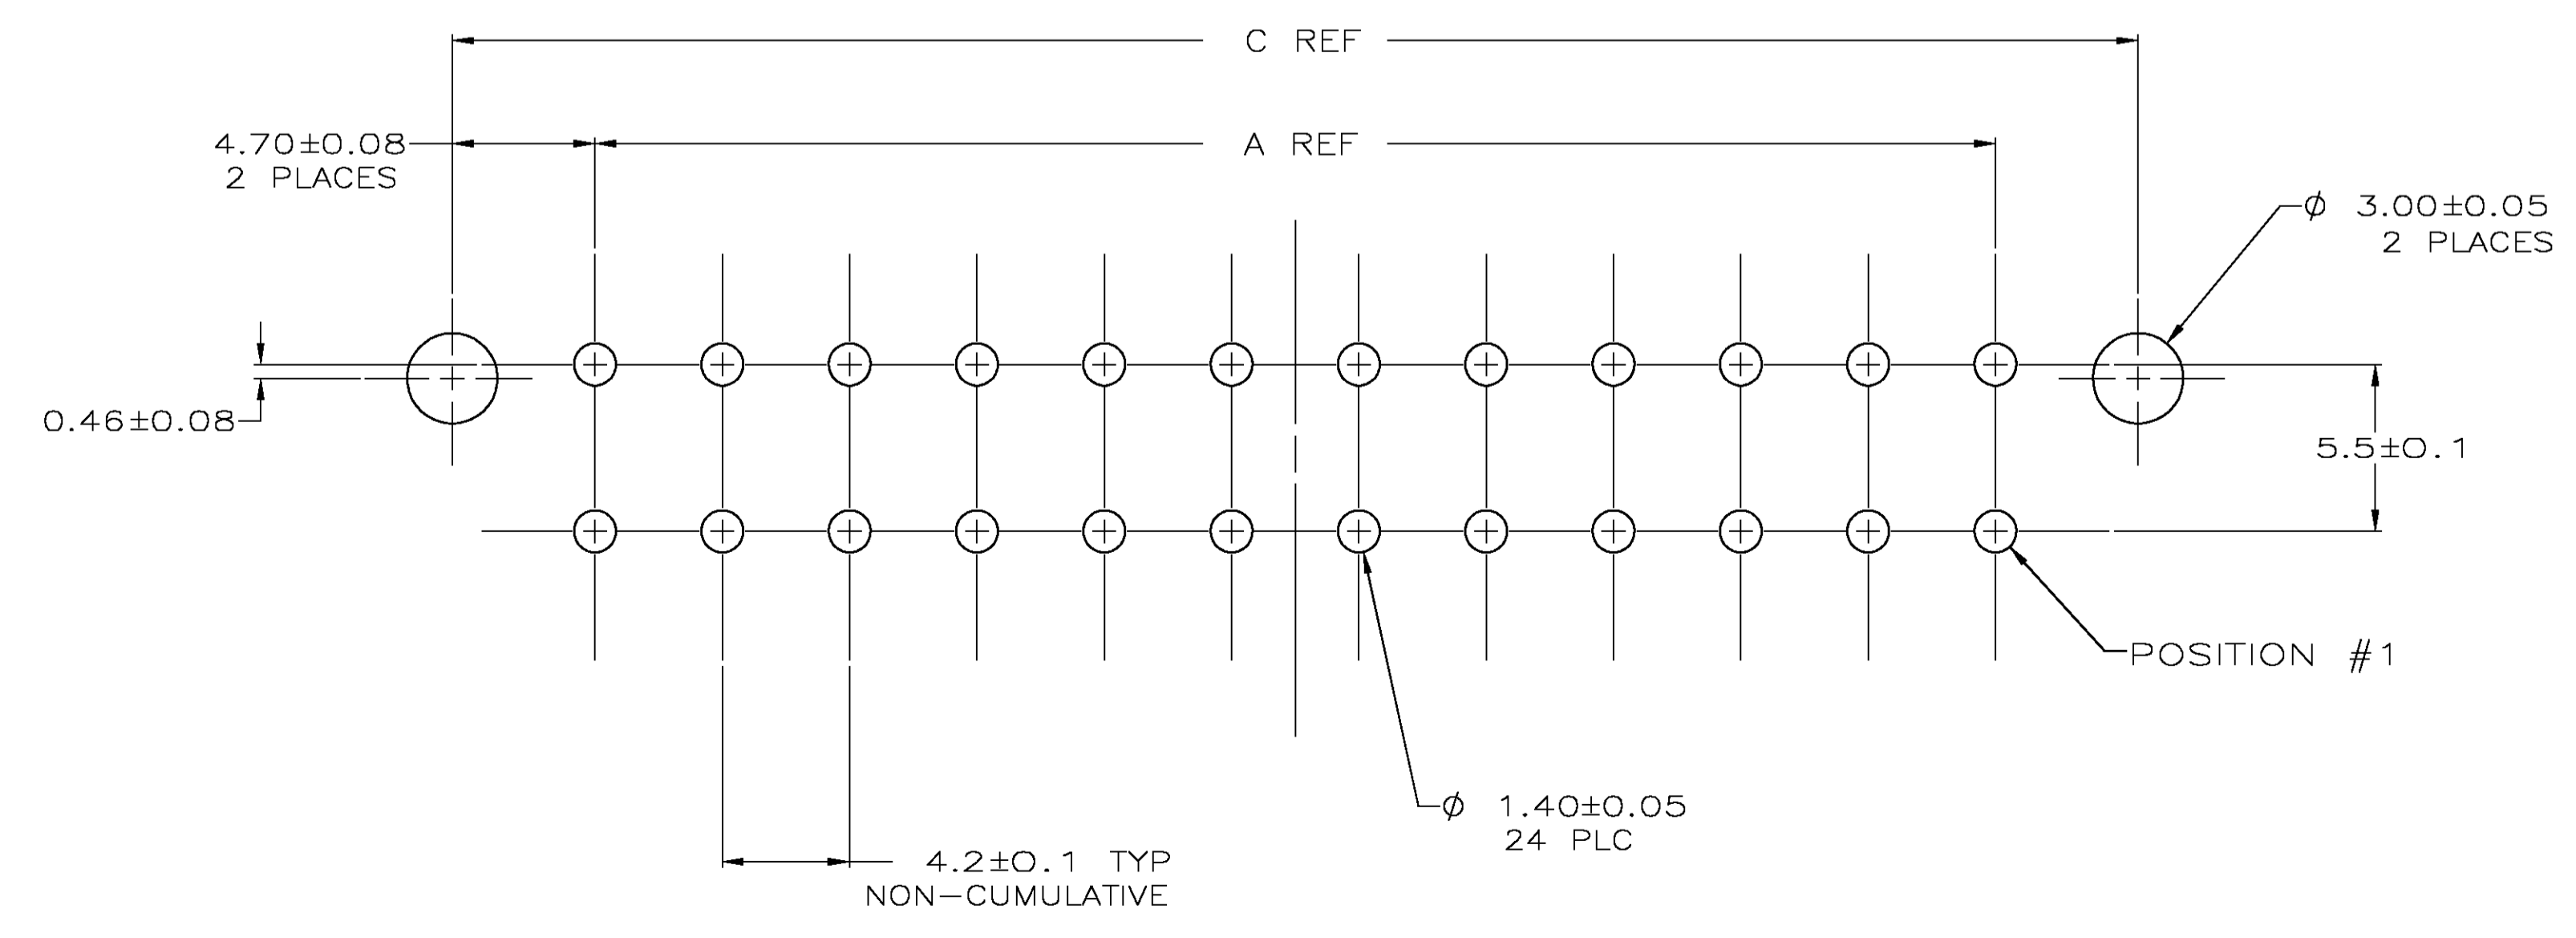 C REF
4.70±0.08
2 PLACES
A REF
ϕ 3.00±0.05
2 PLACES
0.46±0.08
5.5±0.1
POSITION #1
ϕ 1.40±0.05
24 PLC
4.2±0.1 TYP
NON-CUMULATIVE